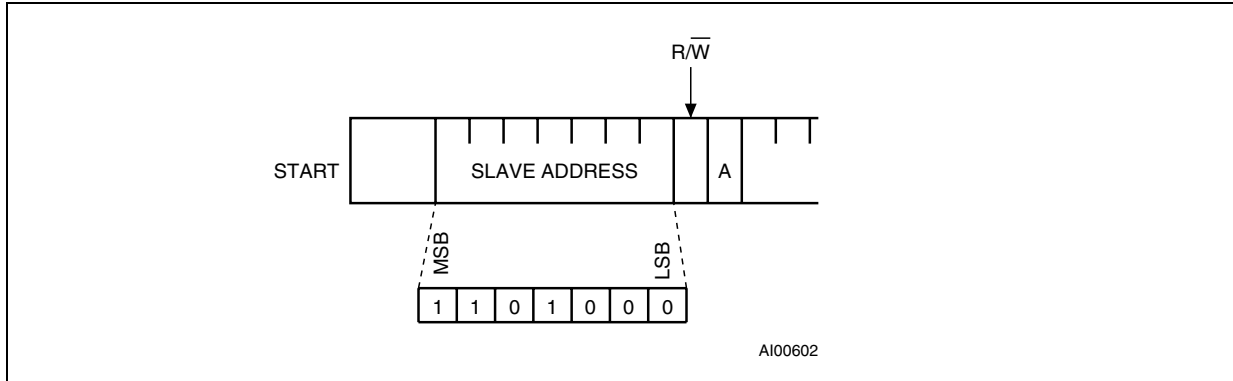 R/W̅
START
SLAVE ADDRESS
A
MSB
LSB
1 1 0 1 0 0 0
AI00602